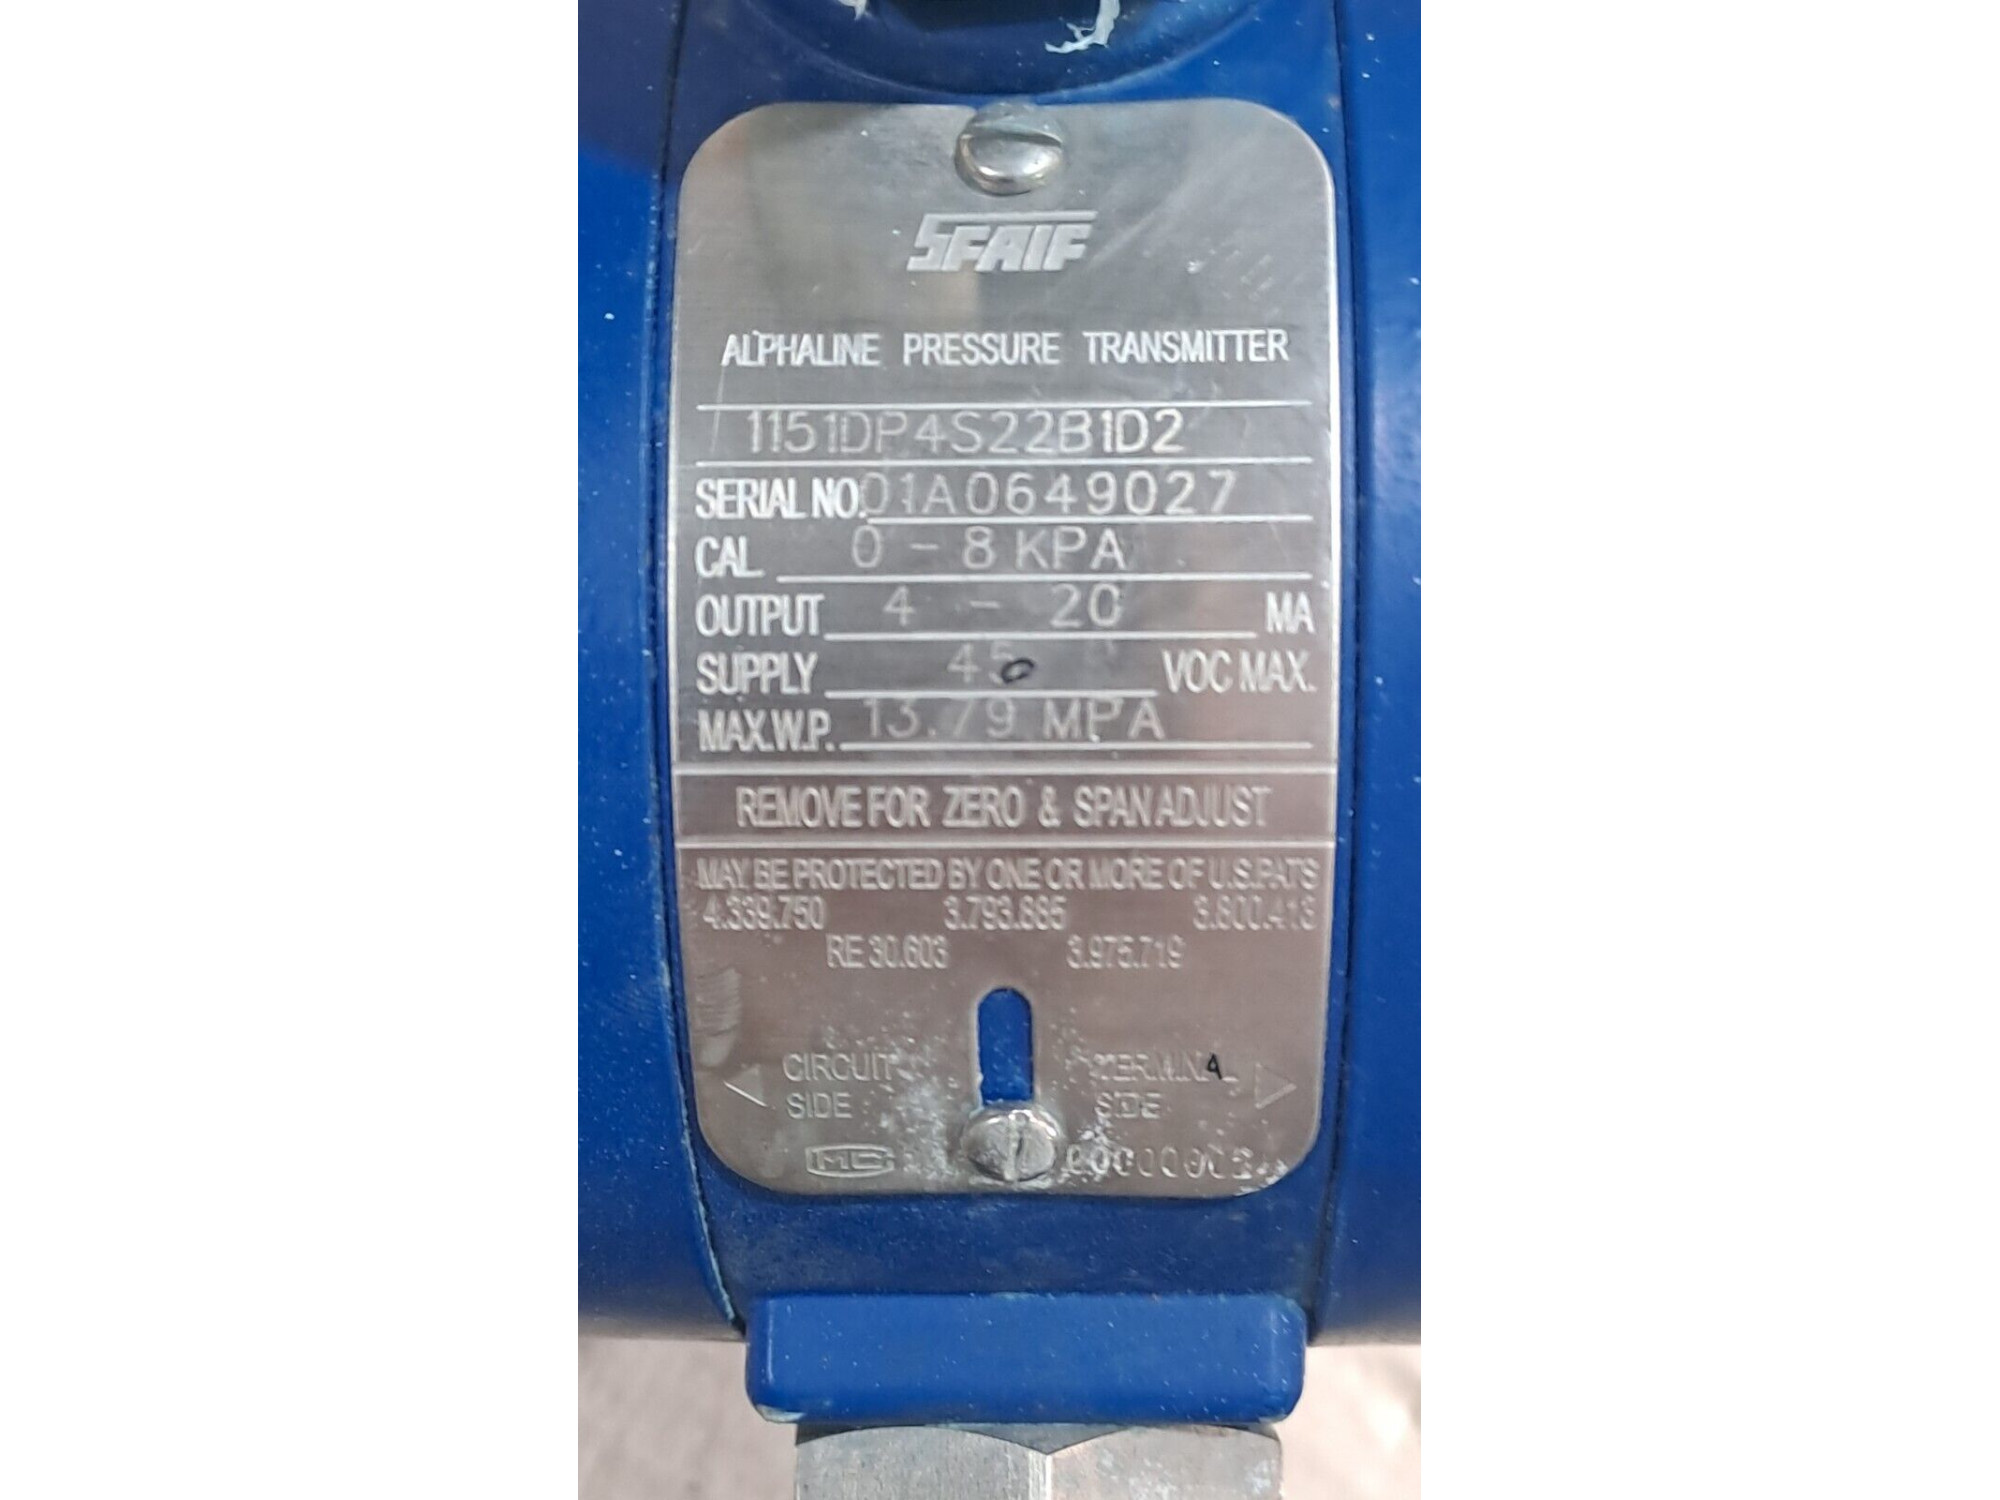 SFAIF
ALPHALINE PRESSURE TRANSMITTER
1151DP4S22B1D2
SERIAL NO. 01A0649027
CAL. 0 - 8 KPA
OUTPUT 4 - 20 MA
SUPPLY 45 VOC MAX.
MAX.W.P. 13.79 MPA
REMOVE FOR ZERO & SPAN ADJUST
MAY BE PROTECTED BY ONE OR MORE OF U.S.PATS
4.339.750 3.793.885 3.800.413
RE 30.603 3.975.719
CIRCUIT TERMINAL
SIDE SIDE
MC